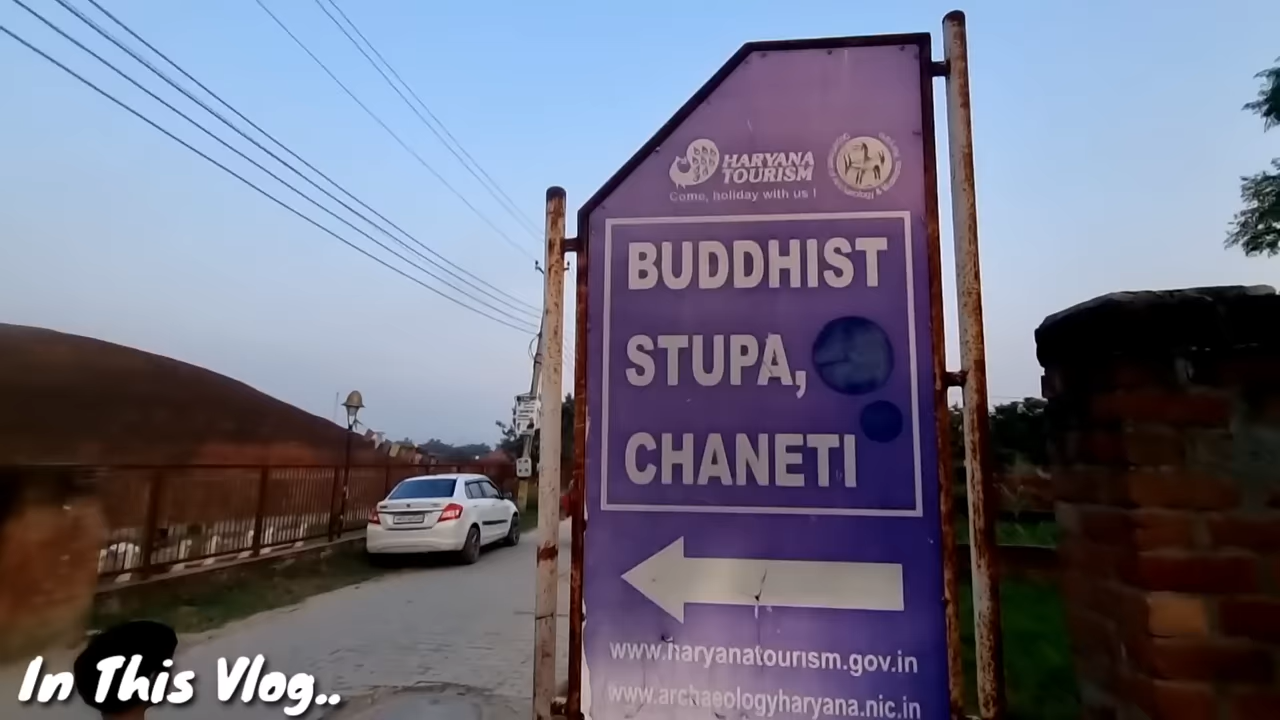 HARYANA
TOURISM
Come, holiday with us !
BUDDHIST
STUPA,
CHANETI
www.haryanatourism.gov.in
www.archaeologyharyana.nic.in
In This Vlog..